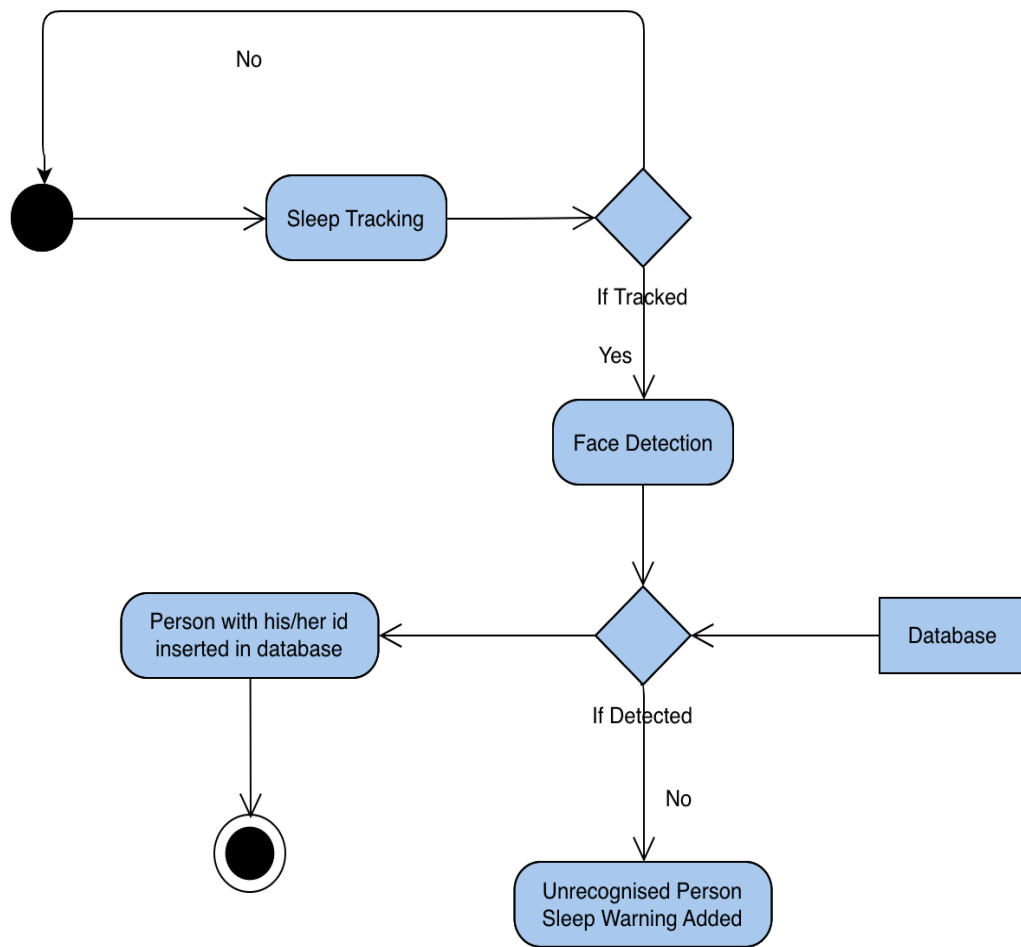 No
Sleep Tracking
If Tracked
Yes
Face Detection
Person with his/her id
inserted in database
Database
If Detected
No
Unrecognised Person
Sleep Warning Added